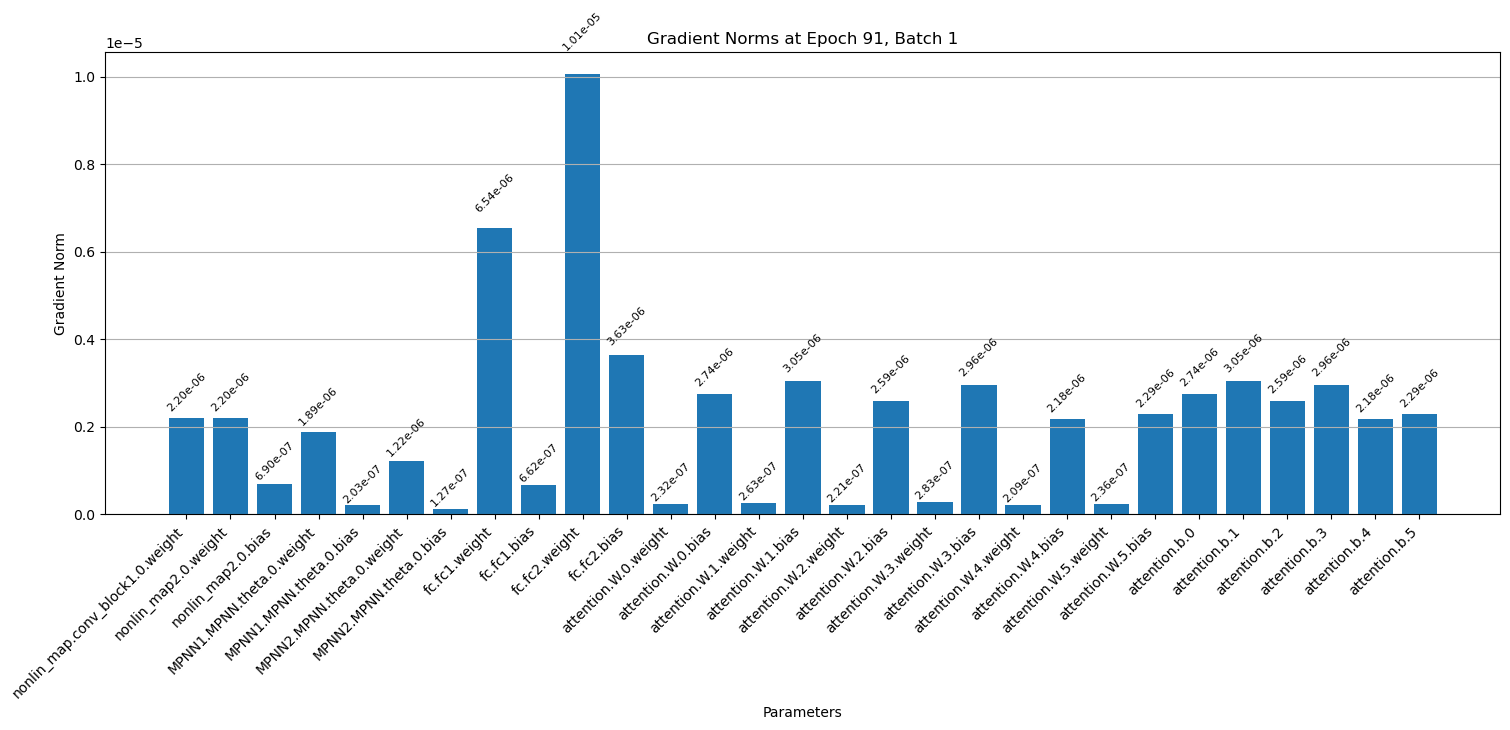 Gradient Norms at Epoch 91, Batch 1
1e−5
Gradient Norm
1.0
0.8
0.6
0.4
0.2
0.0
2.20e-06
2.20e-06
6.90e-07
1.89e-06
2.03e-07
1.22e-06
1.27e-07
6.54e-06
6.62e-07
1.01e-05
3.63e-06
2.32e-07
2.74e-06
2.63e-07
3.05e-06
2.21e-07
2.59e-06
2.83e-07
2.96e-06
2.09e-07
2.18e-06
2.36e-07
2.29e-06
2.74e-06
3.05e-06
2.59e-06
2.96e-06
2.18e-06
2.29e-06
nonlin_map.conv_block1.0.weight
nonlin_map2.0.weight
nonlin_map2.0.bias
MPNN1.MPNN.theta.0.weight
MPNN1.MPNN.theta.0.bias
MPNN2.MPNN.theta.0.weight
MPNN2.MPNN.theta.0.bias
fc.fc1.weight
fc.fc1.bias
fc.fc2.weight
fc.fc2.bias
attention.W.0.weight
attention.W.0.bias
attention.W.1.weight
attention.W.1.bias
attention.W.2.weight
attention.W.2.bias
attention.W.3.weight
attention.W.3.bias
attention.W.4.weight
attention.W.4.bias
attention.W.5.weight
attention.W.5.bias
attention.b.0
attention.b.1
attention.b.2
attention.b.3
attention.b.4
attention.b.5
Parameters